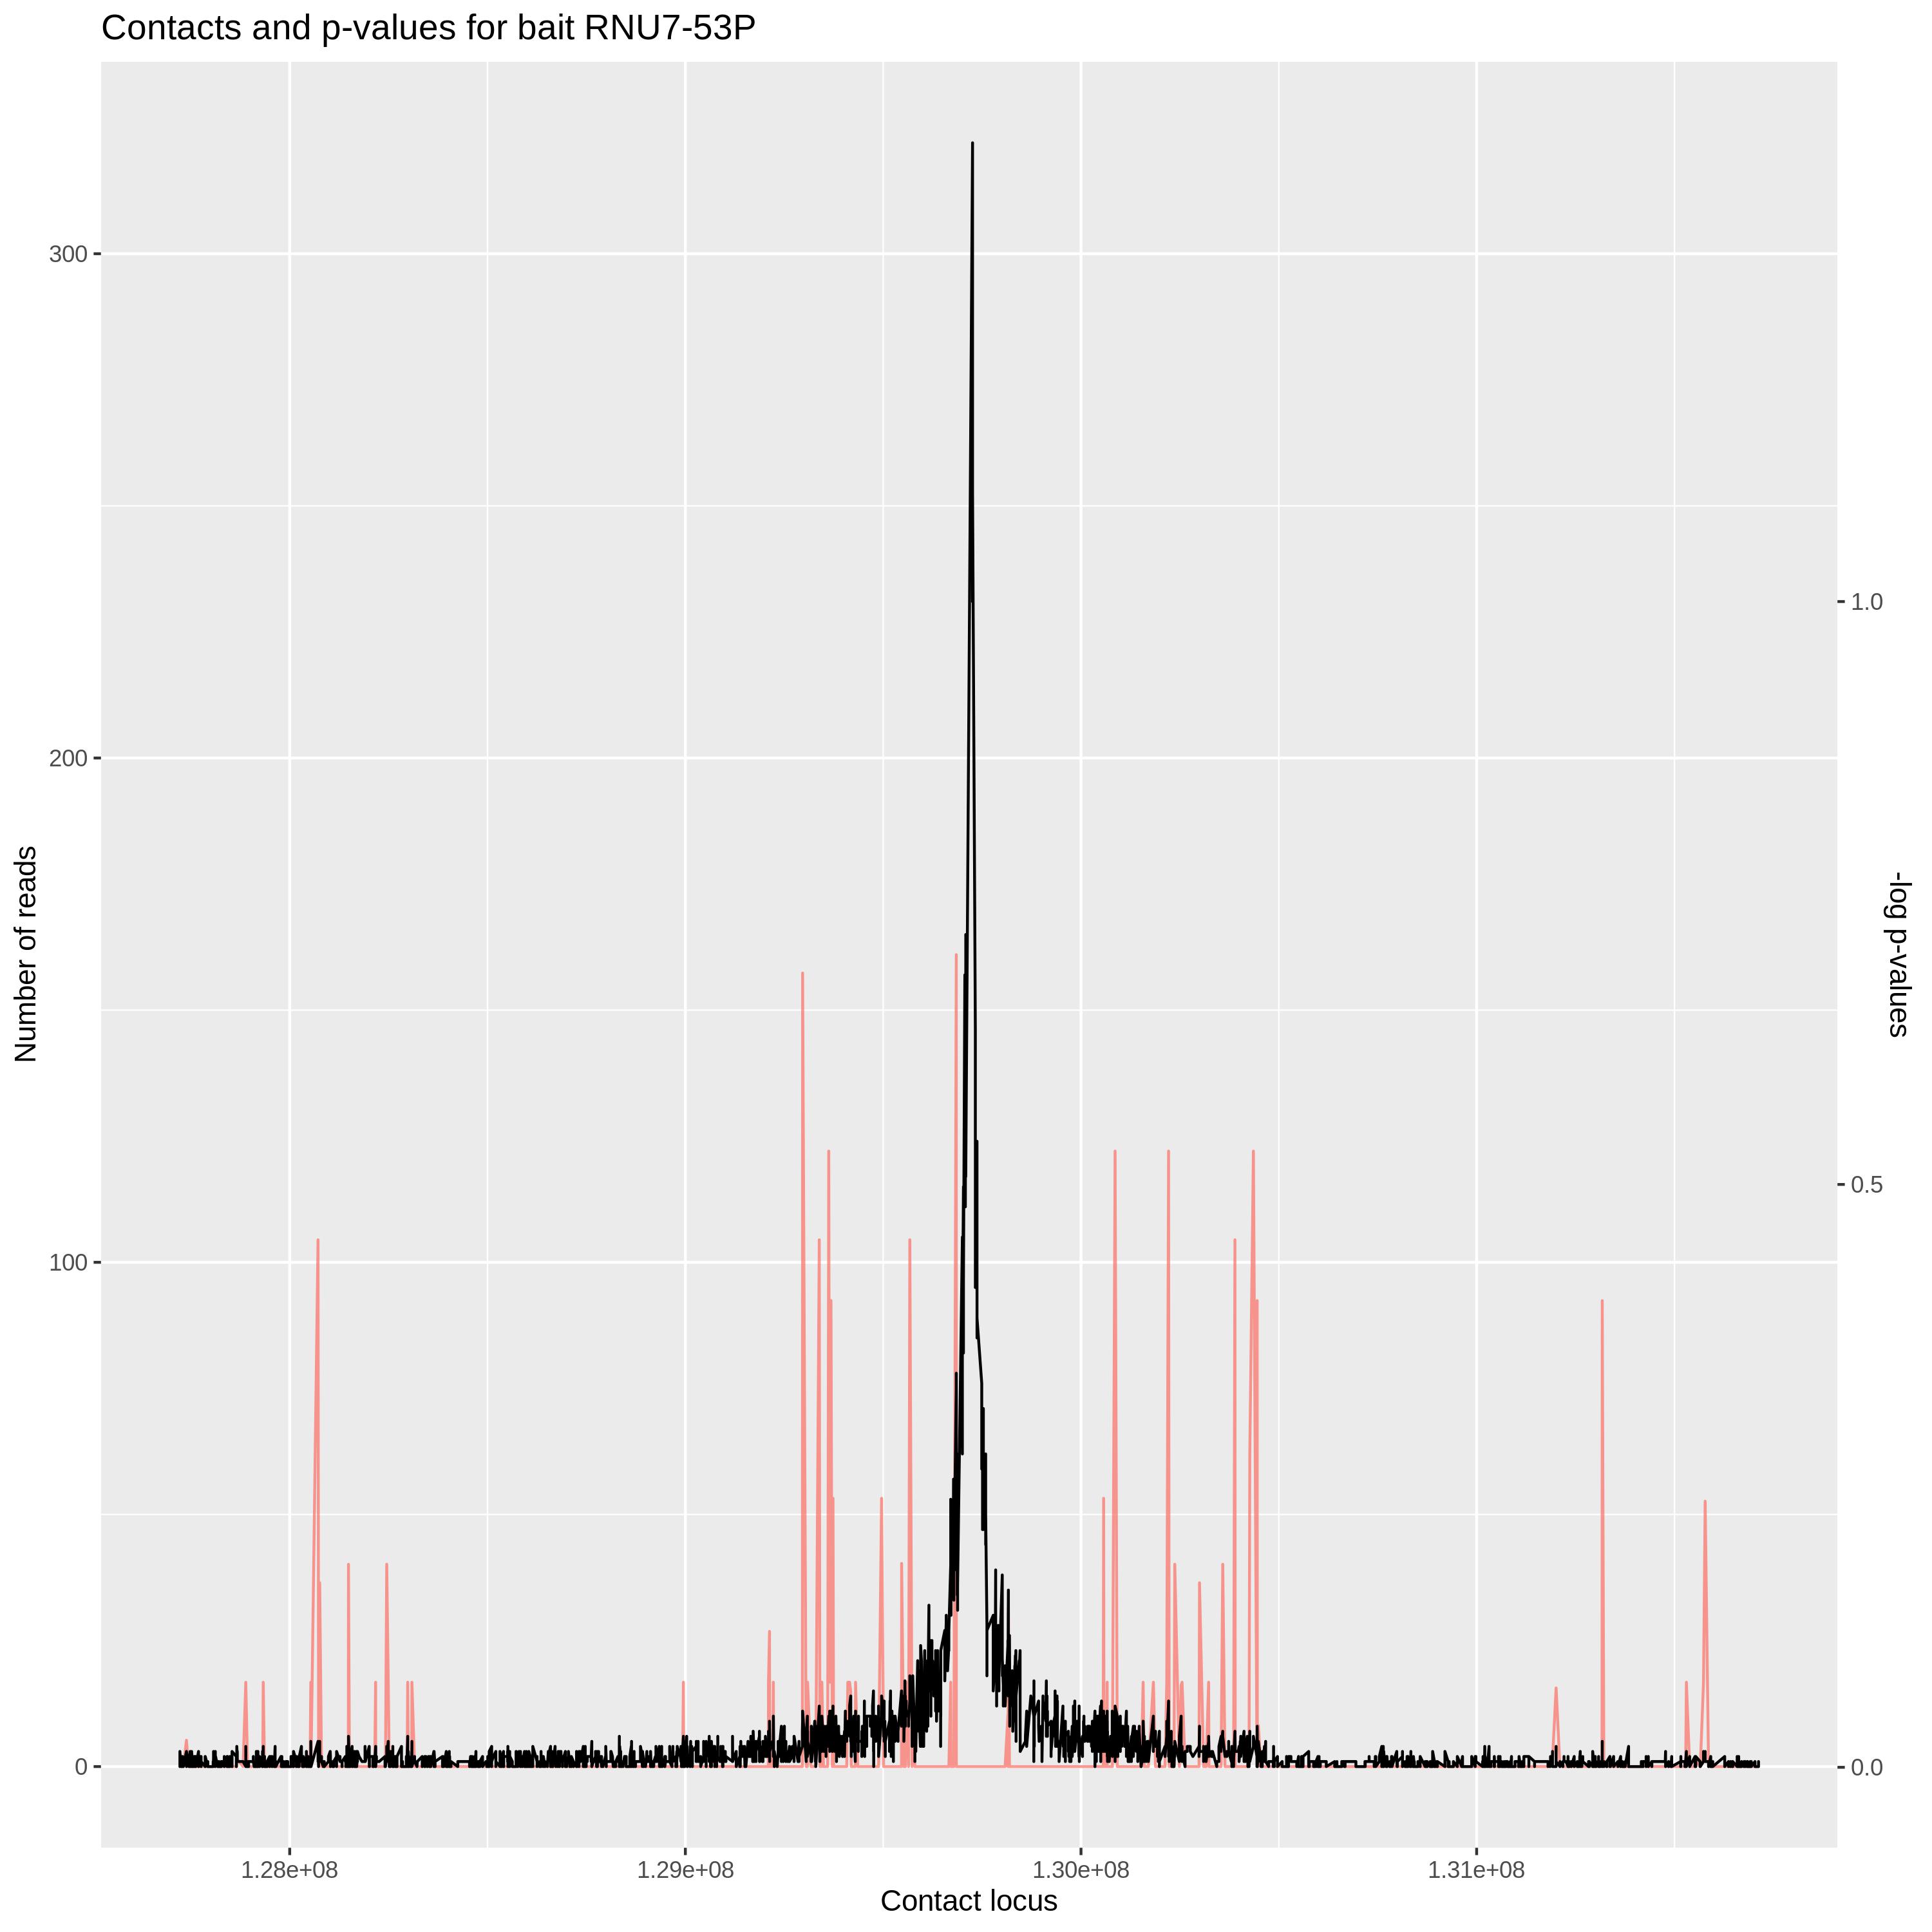 Contacts and p-values for bait RNU7-53P
300
200
100
0
1.0
0.5
0.0
Number of reads
-log p-values
1.28e+08
1.29e+08
1.30e+08
1.31e+08
Contact locus